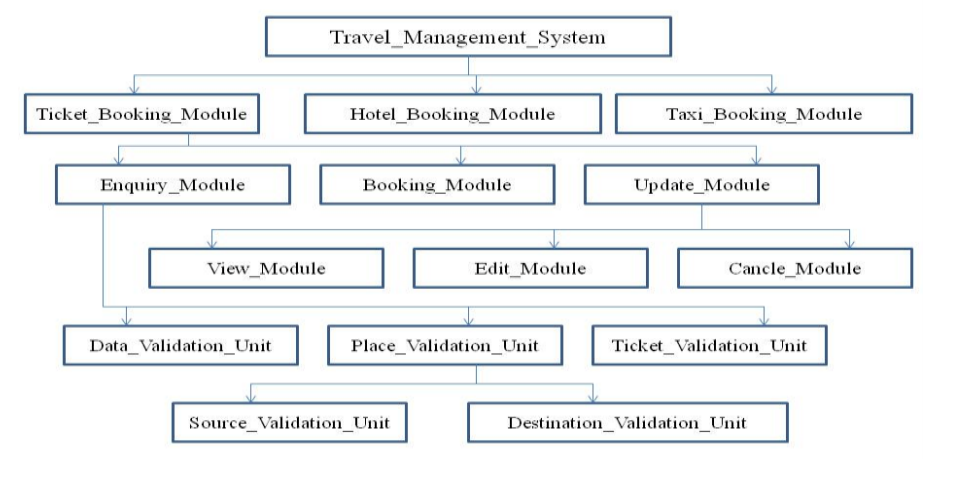 Travel_Management_System
Ticket_Booking_Module
Hotel_Booking_Module
Taxi_Booking_Module
Enquiry_Module
Booking_Module
Update_Module
View_Module
Edit_Module
Cancle_Module
Data_Validation_Unit
Place_Validation_Unit
Ticket_Validation_Unit
Source_Validation_Unit
Destination_Validation_Unit